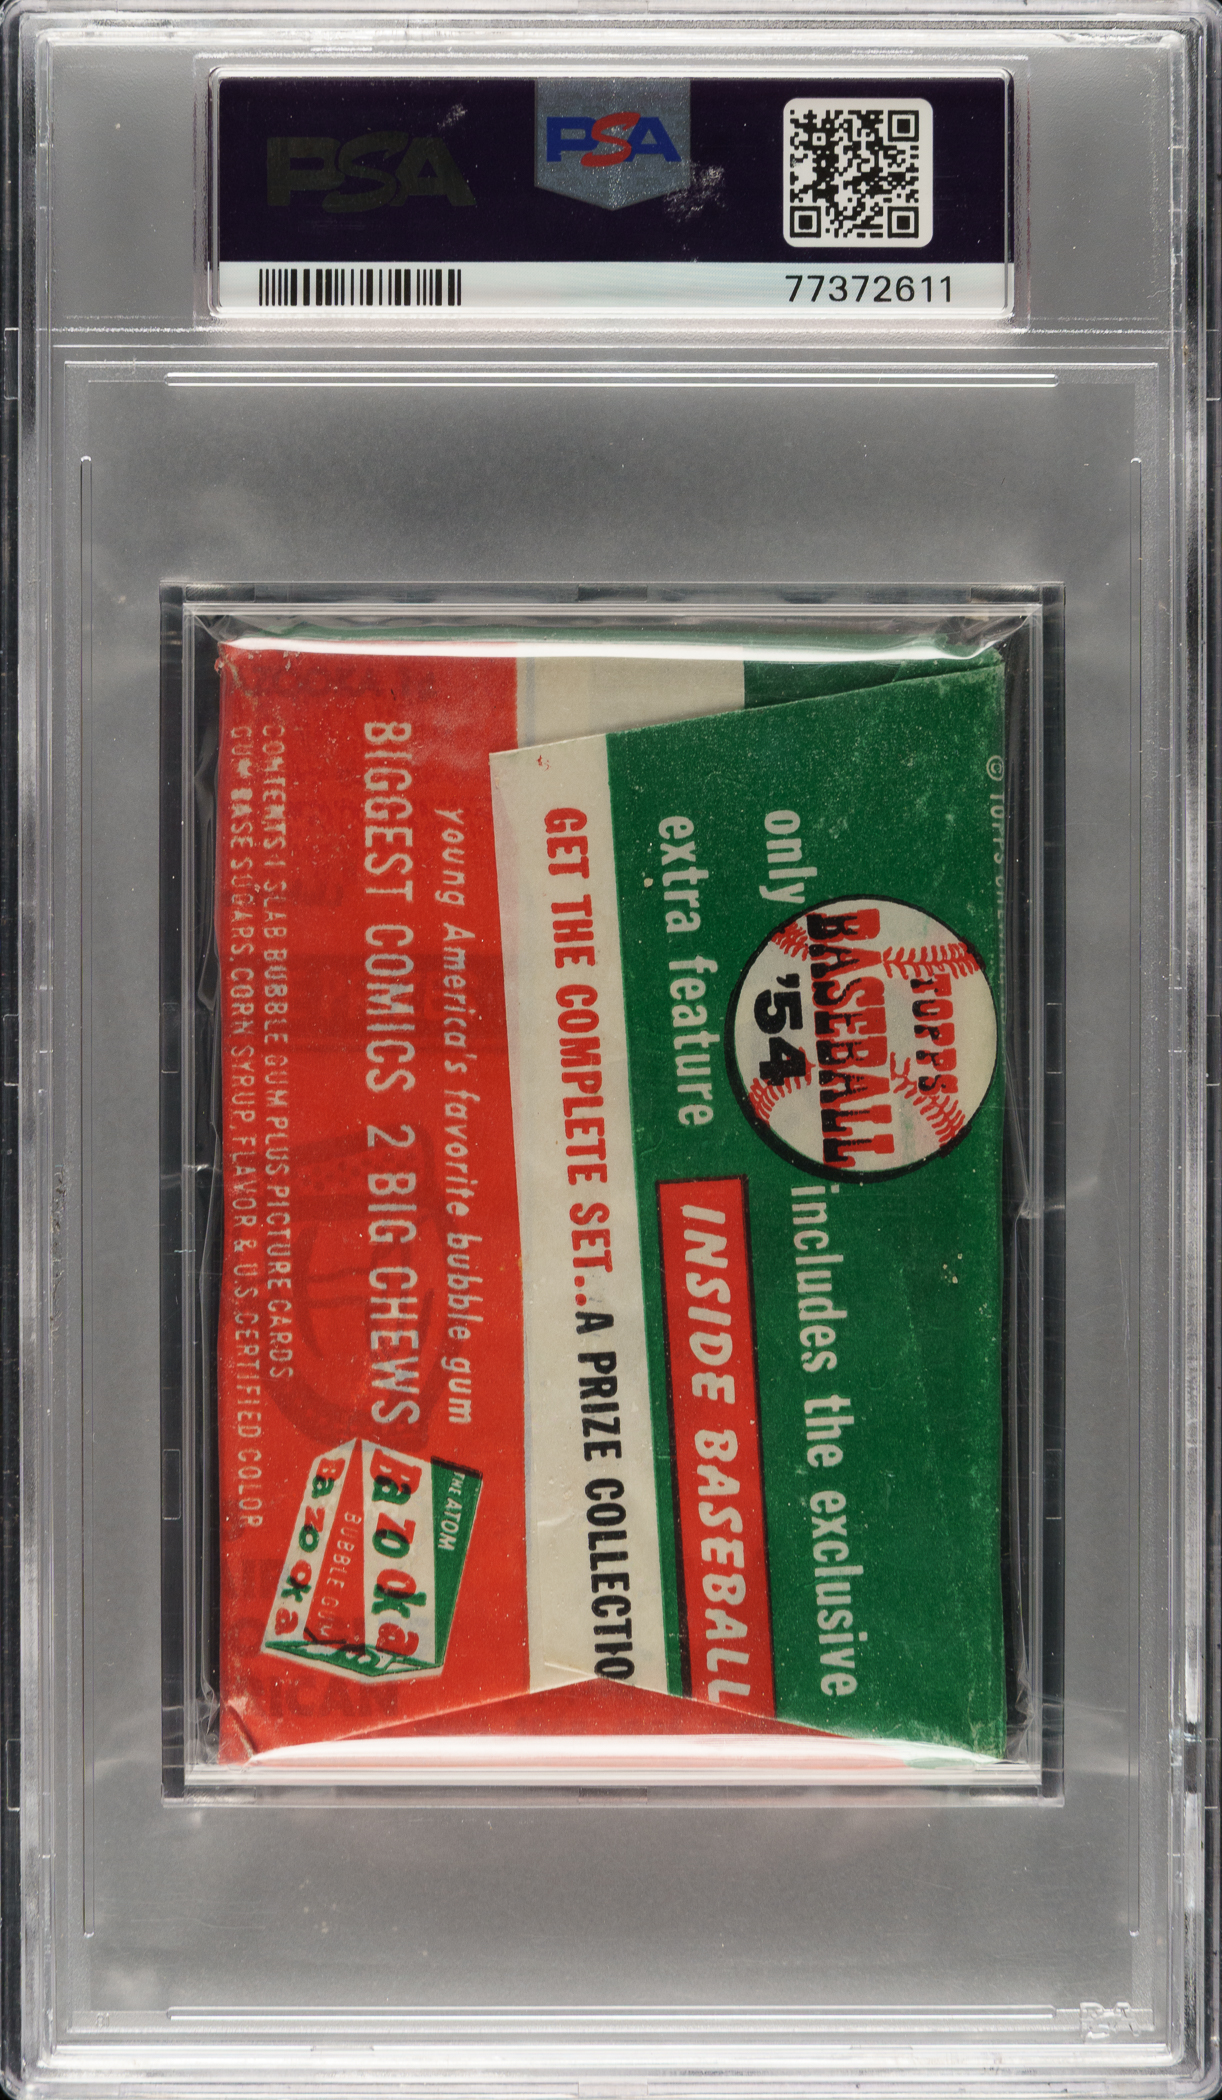 PSA
PSA
77372611
© TOPPS
only
TOPPS
BASEBALL
'54
includes the exclusive
extra feature
INSIDE BASEBALL
GET THE COMPLETE SET..A PRIZE COLLECTIO
young America's favorite bubble gum
BIGGEST COMICS 2 BIG CHEWS
THE ATOM
Bazooka
BUBBLE GUM
Bazooka
CONTENTS 1 SLAB BUBBLE GUM PLUS PICTURE CARDS
GUM BASE SUGARS, CORN SYRUP, FLAVOR & U.S. CERTIFIED COLOR